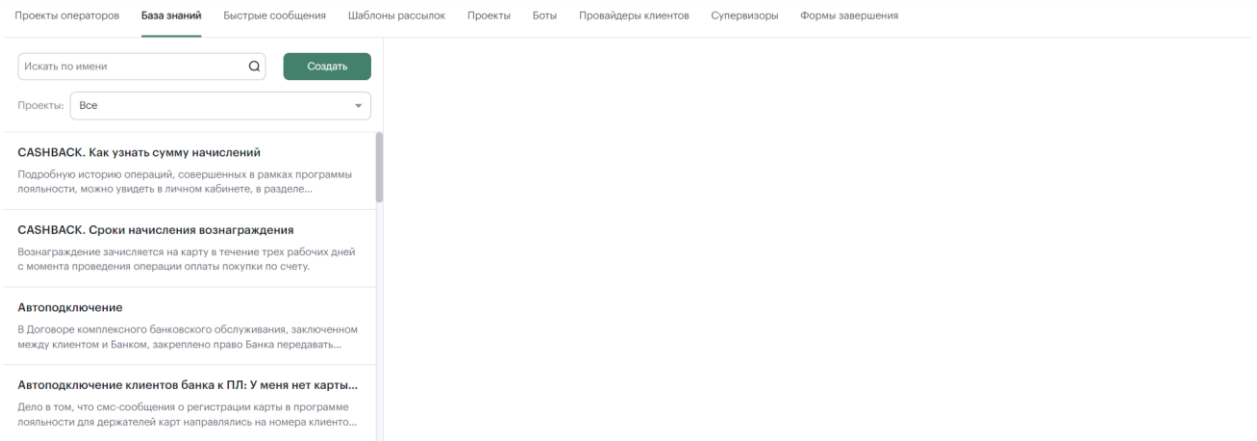 Проекты операторов База знаний Быстрые сообщения Шаблоны рассылок Проекты Боты Провайдеры клиентов Супервизоры Формы завершения
Искать по имени Создать
Проекты: Все
CASHBACK. Как узнать сумму начислений
Подробную историю операций, совершенных в рамках программы
лояльности, можно увидеть в личном кабинете, в разделе...
CASHBACK. Сроки начисления вознаграждения
Вознаграждение зачисляется на карту в течение трех рабочих дней
с момента проведения операции оплаты покупки по счету.
Автоподключение
В Договоре комплексного банковского обслуживания, заключенном
между клиентом и Банком, закреплено право Банка передавать...
Автоподключение клиентов банка к ПЛ: У меня нет карты...
Дело в том, что смс-сообщения о регистрации карты в программе
лояльности для держателей карт направлялись на номера клиенто...